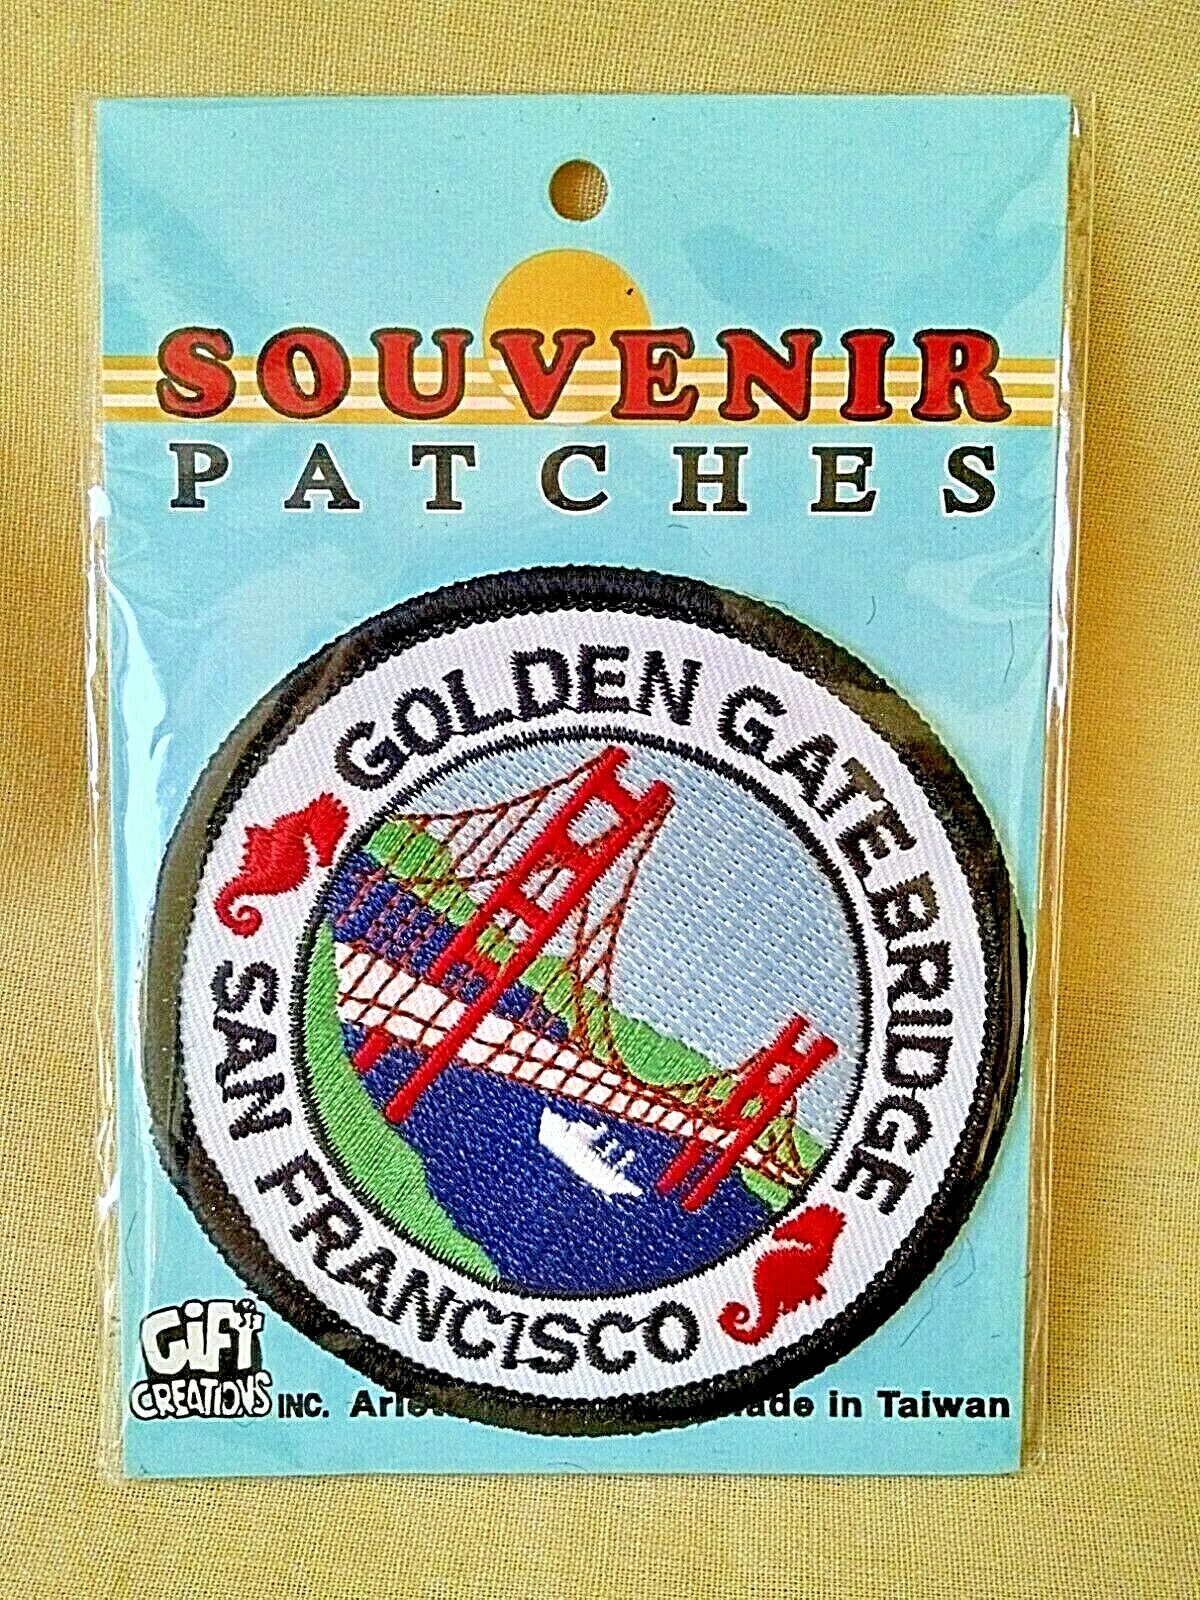 SOUVENIR
PATCHES
GOLDEN GATE BRIDGE
SAN FRANCISCO
GiFT
CREATIONS INC. Made in Taiwan